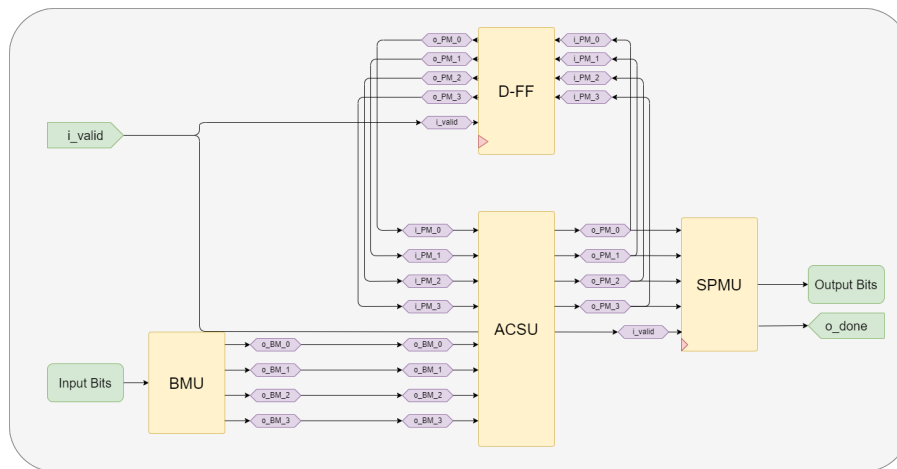 o_PM_0
i_PM_0
o_PM_1
i_PM_1
o_PM_2
i_PM_2
o_PM_3
i_PM_3
D-FF
i_valid
i_valid
i_PM_0
o_PM_0
i_PM_1
o_PM_1
i_PM_2
o_PM_2
i_PM_3
o_PM_3
SPMU
Output Bits
ACSU
i_valid
o_done
o_BM_0
o_BM_0
Input Bits
BMU
o_BM_1
o_BM_1
o_BM_2
o_BM_2
o_BM_3
o_BM_3